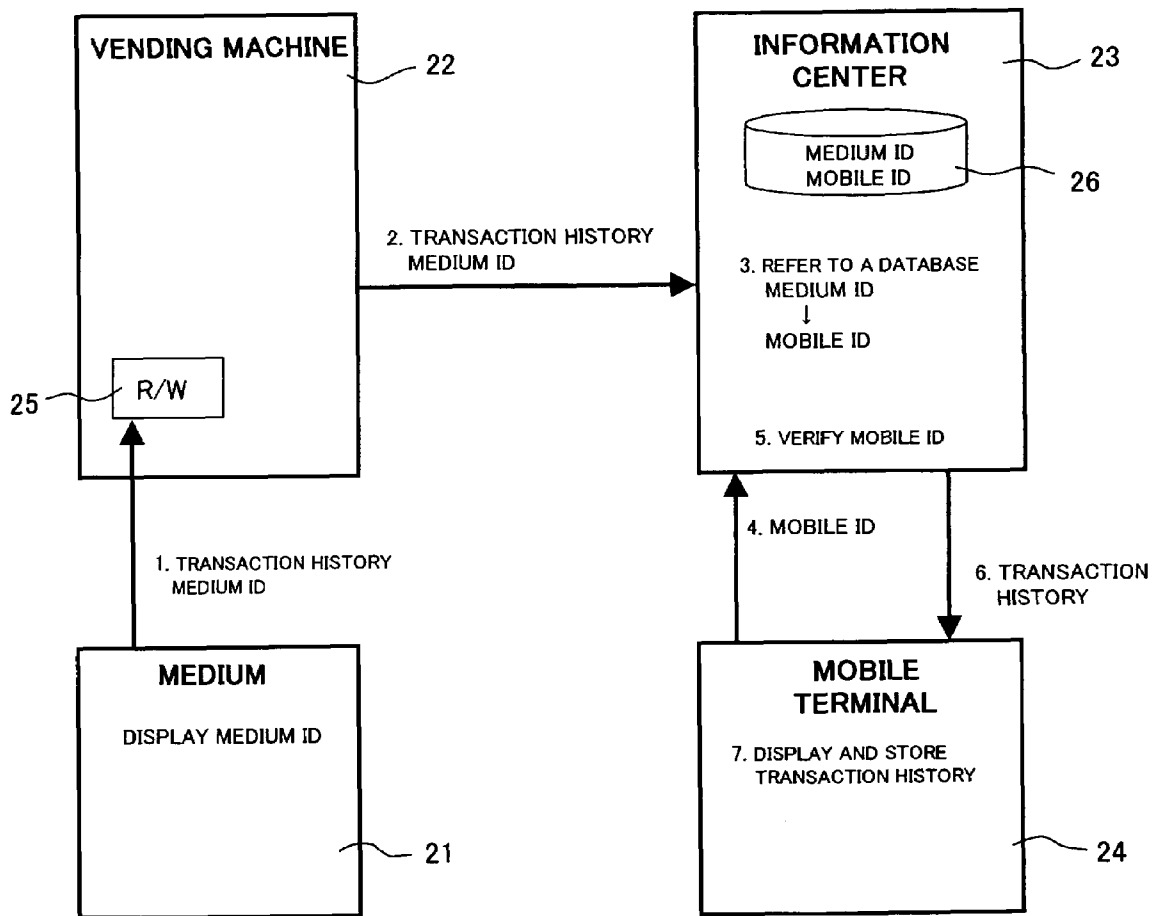 VENDING MACHINE
22
2. TRANSACTION HISTORY
MEDIUM ID
25
R/W
1. TRANSACTION HISTORY
MEDIUM ID
MEDIUM
DISPLAY MEDIUM ID
21
INFORMATION
CENTER
23
MEDIUM ID
MOBILE ID
26
3. REFER TO A DATABASE
MEDIUM ID
↓
MOBILE ID
5. VERIFY MOBILE ID
4. MOBILE ID
6. TRANSACTION
HISTORY
MOBILE
TERMINAL
7. DISPLAY AND STORE
TRANSACTION HISTORY
24